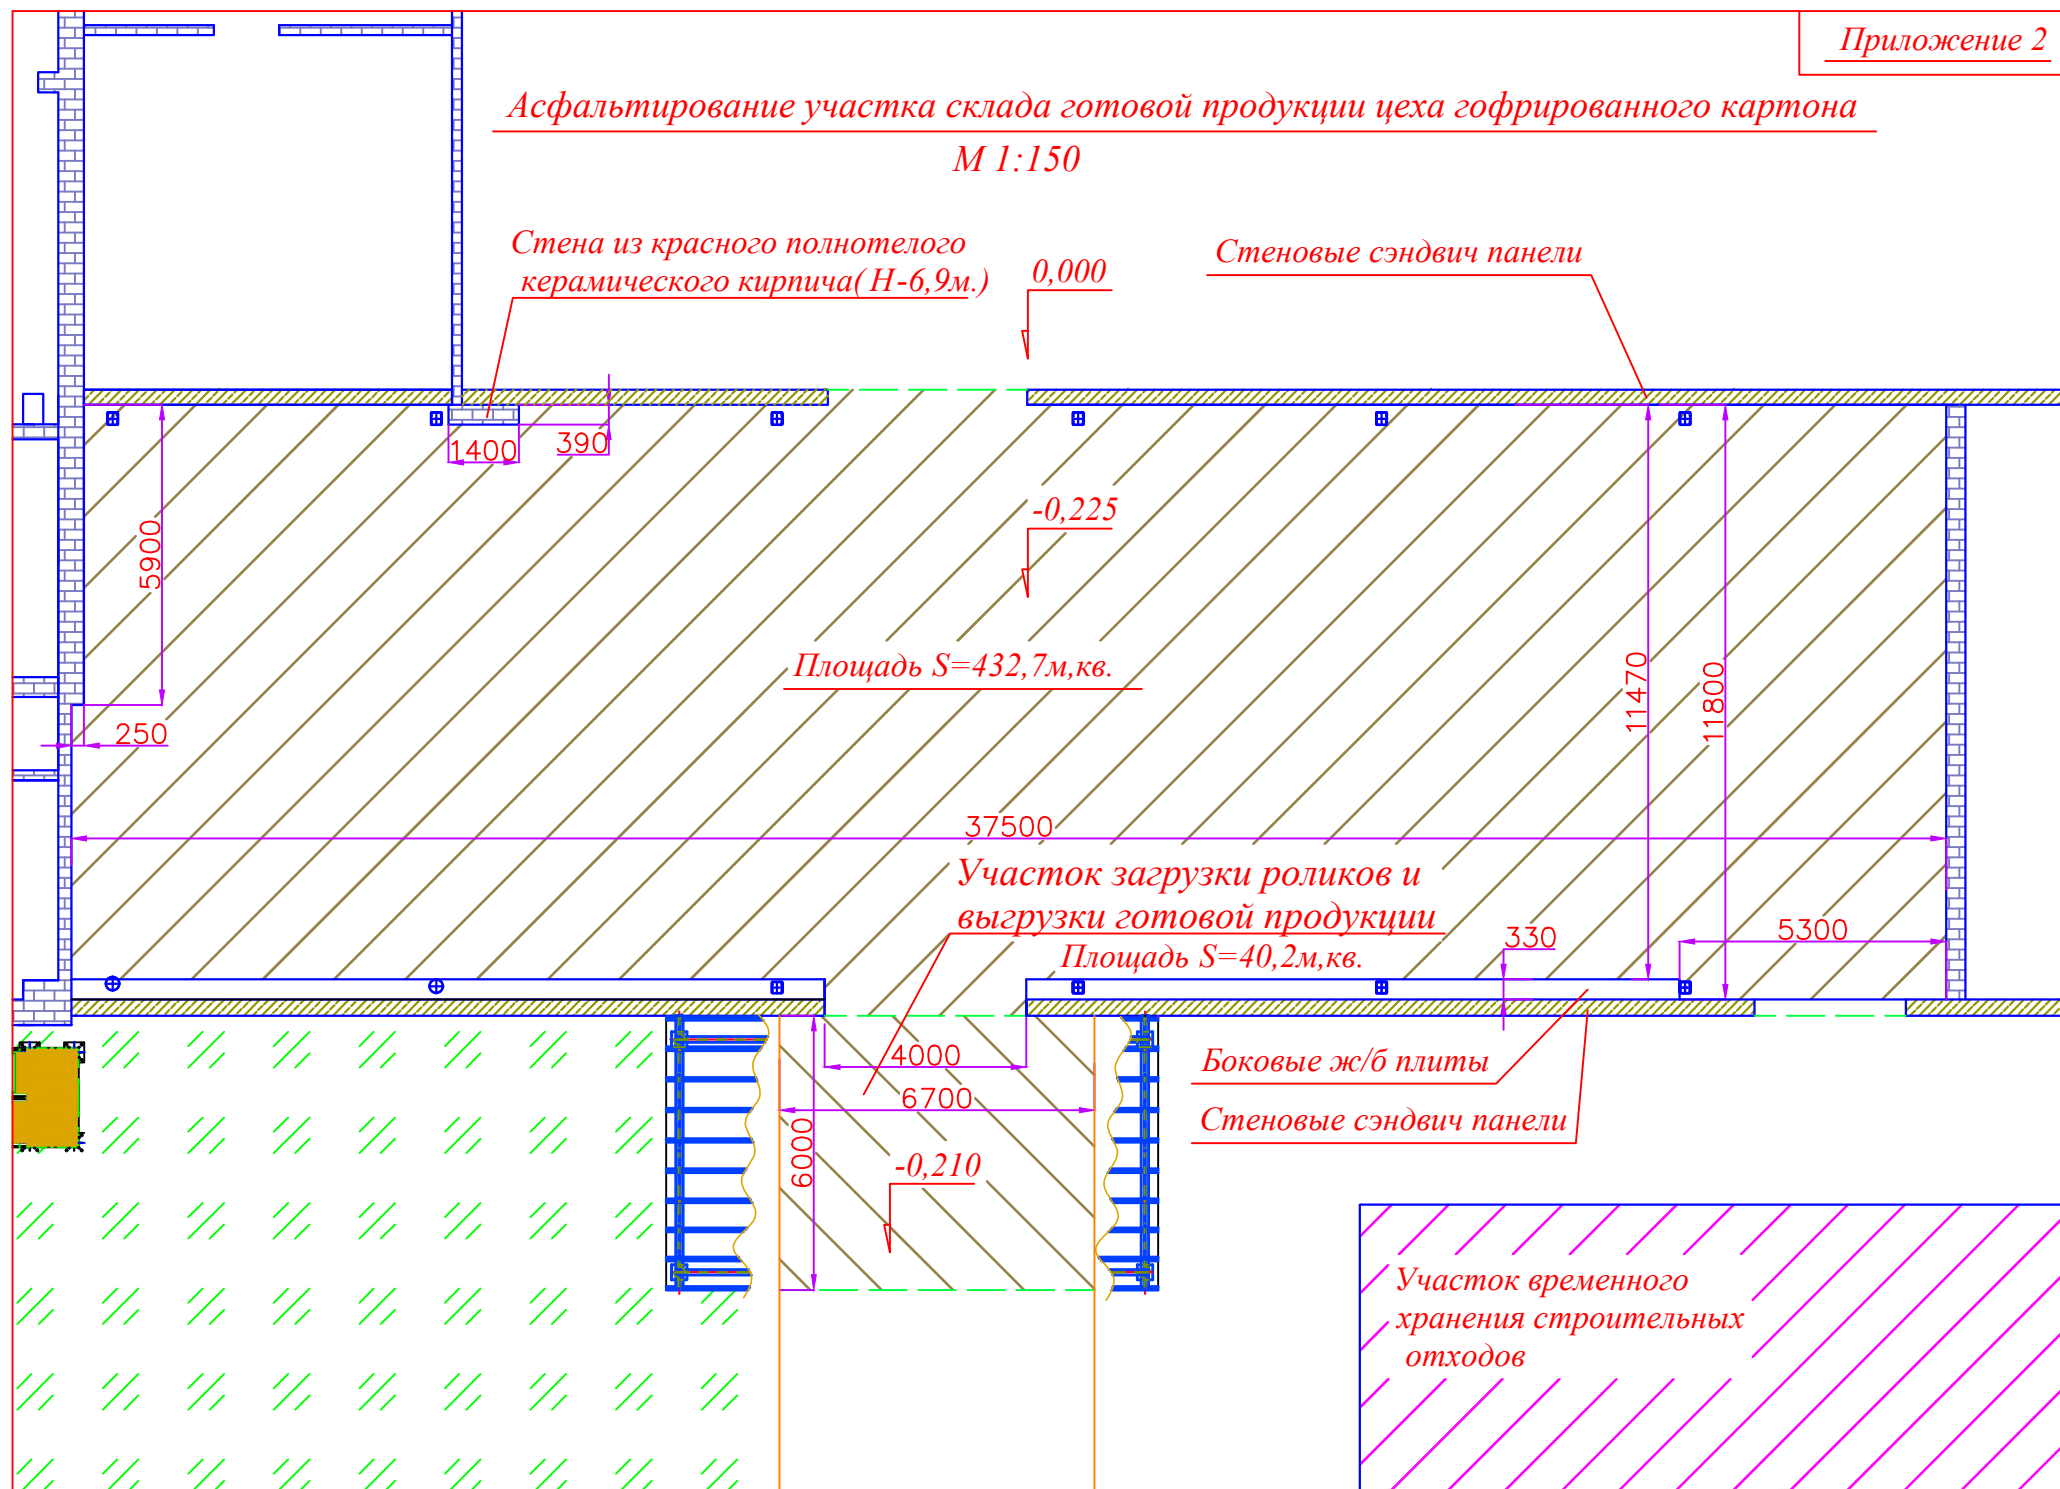 Приложение 2
Асфальтирование участка склада готовой продукции цеха гофрированного картона
М 1:150
Стена из красного полнотелого
керамического кирпича(Н-6,9м.)
0,000
Стеновые сэндвич панели
1400
390
5900
-0,225
Площадь S=432,7м,кв.
11470
11800
250
37500
Участок загрузки роликов и
выгрузки готовой продукции
Площадь S=40,2м,кв.
330
5300
4000
6700
6000
-0,210
Боковые ж/б плиты
Стеновые сэндвич панели
Участок временного
хранения строительных
отходов